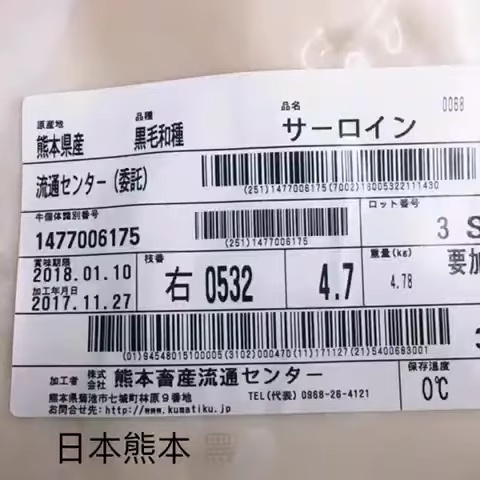 原産地 品種 品名 0068
熊本県産 黒毛和種 サーロイン
流通センター(委託)
(251)1477006175(7002)18005322111430
牛個体識別番号 ロット番号
1477006175 (251)1477006175 3 S
賞味期限 枝番 重量(kg)
2018.01.10 右 0532 4.7 4.78 要加
加工年月日
2017.11.27
(01)94548015100005(3102)000470(11)171127(21)5400663001
加工者 株式会社 熊本畜産流通センター 保存温度
熊本県菊池市七城町林原9番地 TEL(代表) 0968-26-4121 0℃
お問合せ先:http://www.kumatiku.jp
日本熊本 黒